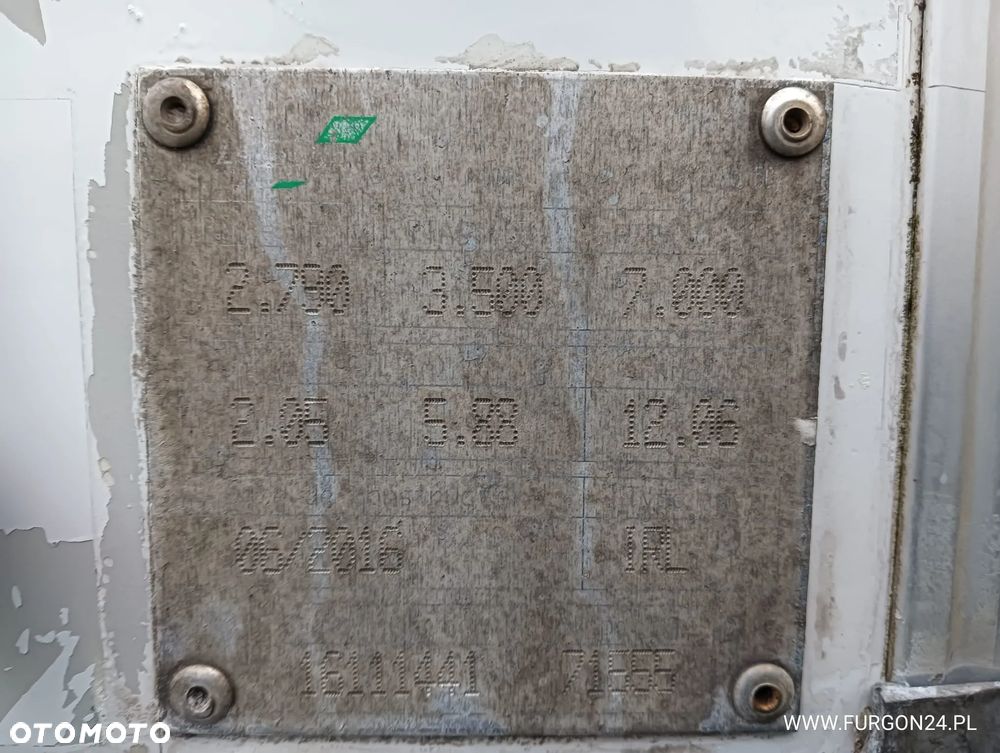 2.750 3.500 7.000
2.05 5.88 12.06
06/2016 IRL
16111441 71555
OTOMOTO WWW.FURGON24.PL